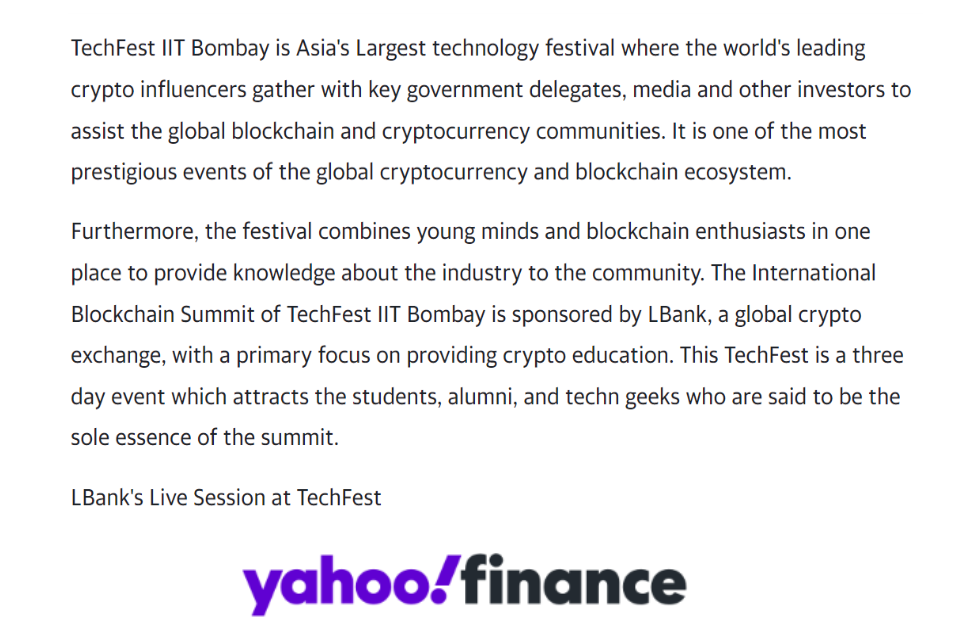 TechFest IIT Bombay is Asia's Largest technology festival where the world's leading
crypto influencers gather with key government delegates, media and other investors to
assist the global blockchain and cryptocurrency communities. It is one of the most
prestigious events of the global cryptocurrency and blockchain ecosystem.
Furthermore, the festival combines young minds and blockchain enthusiasts in one
place to provide knowledge about the industry to the community. The International
Blockchain Summit of TechFest IIT Bombay is sponsored by LBank, a global crypto
exchange, with a primary focus on providing crypto education. This TechFest is a three
day event which attracts the students, alumni, and techn geeks who are said to be the
sole essence of the summit.
LBank's Live Session at TechFest
yahoo!finance